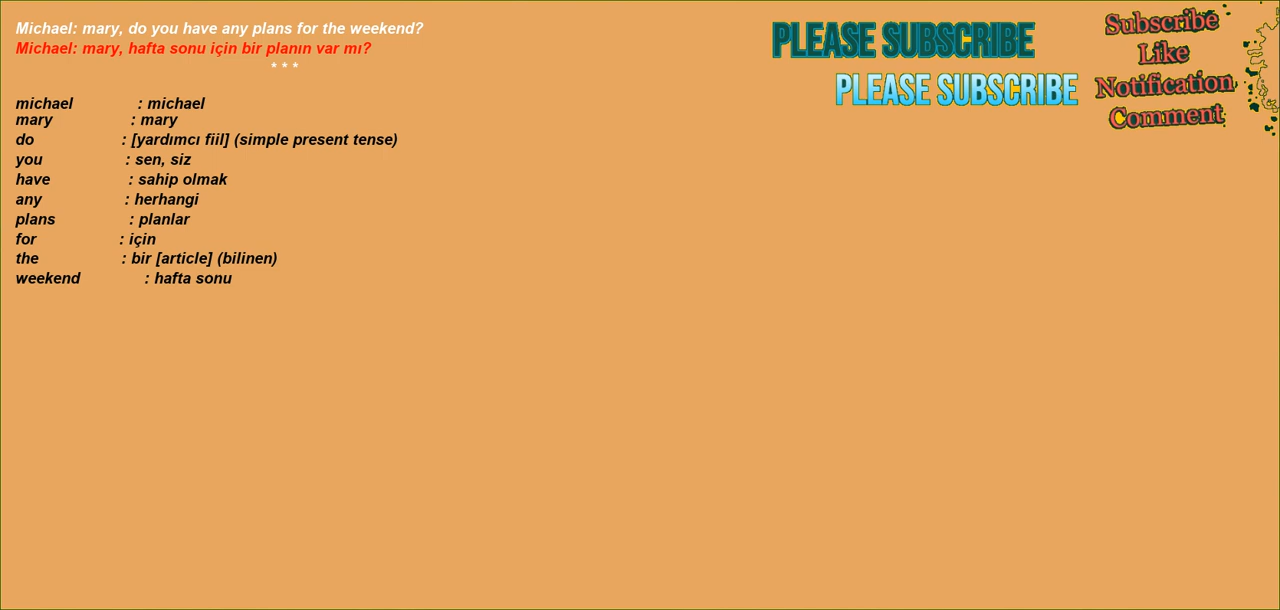 Michael: mary, do you have any plans for the weekend?
Michael: mary, hafta sonu için bir planın var mı?
* * *
michael : michael
mary : mary
do : [yardımcı fiil] (simple present tense)
you : sen, siz
have : sahip olmak
any : herhangi
plans : planlar
for : için
the : bir [article] (bilinen)
weekend : hafta sonu
PLEASE SUBSCRIBE
PLEASE SUBSCRIBE
Subscribe
Like
Notification
Comment